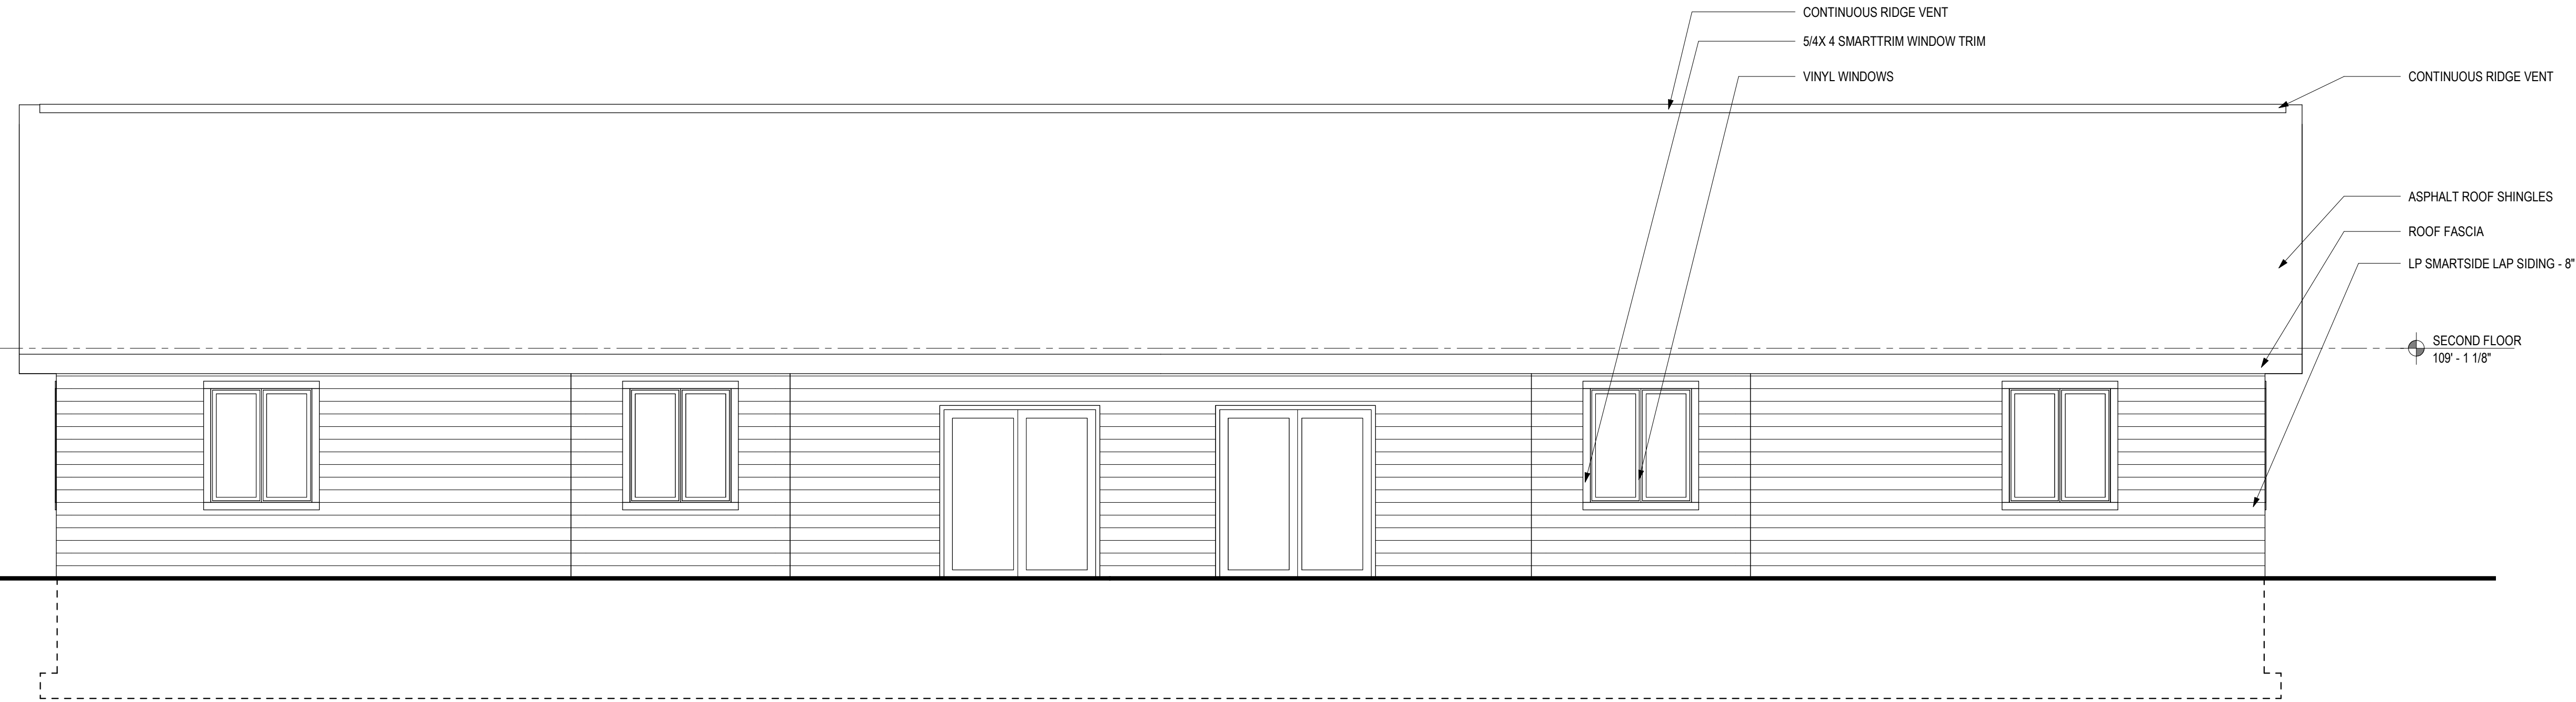 CONTINUOUS RIDGE VENT
5/4X 4 SMARTTRIM WINDOW TRIM
VINYL WINDOWS
CONTINUOUS RIDGE VENT
ASPHALT ROOF SHINGLES
ROOF FASCIA
LP SMARTSIDE LAP SIDING - 8"
SECOND FLOOR
109' - 1 1/8"